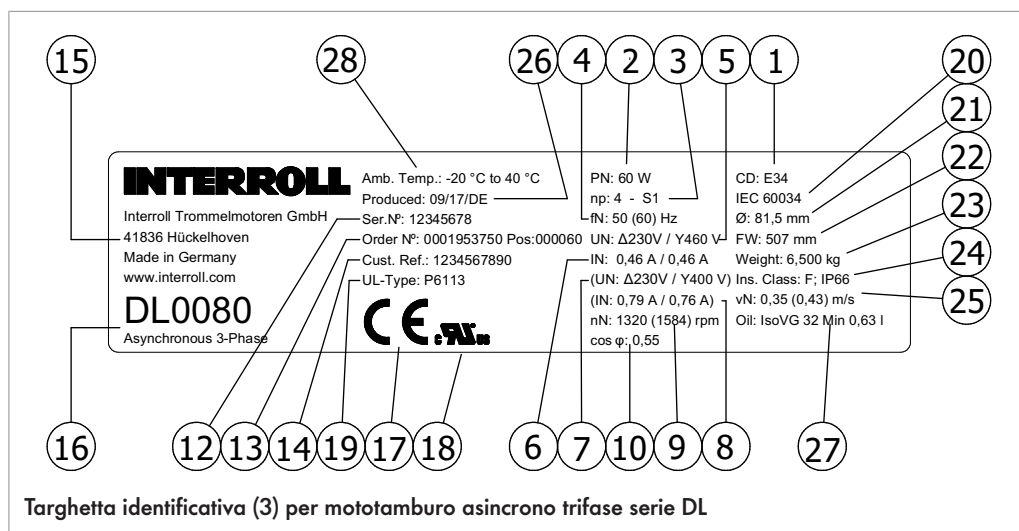 15 28 26 4 2 3 5 1 20
21
22
23
24
25
INTERROLL
Interroll Trommelmotoren GmbH
41836 Hückelhoven
Made in Germany
www.interroll.com
DL0080
Asynchronous 3-Phase
Amb. Temp.: -20 °C to 40 °C
Produced: 09/17/DE
Ser.Nº: 12345678
Order Nº: 0001953750 Pos:000060
Cust. Ref.: 1234567890
UL-Type: P6113
CE c RU us
PN: 60 W
np: 4 - S1
fN: 50 (60) Hz
UN: Δ230V / Y460 V
IN: 0,46 A / 0,46 A
(UN: Δ230V / Y400 V)
(IN: 0,79 A / 0,76 A)
nN: 1320 (1584) rpm
cos φ: 0,55
CD: E34
IEC 60034
Ø: 81,5 mm
FW: 507 mm
Weight: 6,500 kg
Ins. Class: F; IP66
vN: 0,35 (0,43) m/s
Oil: IsoVG 32 Min 0,63 l
16 12 13 14 19 17 18 6 7 10 9 8 27
Targhetta identificativa (3) per mototamburo asincrono trifase serie DL